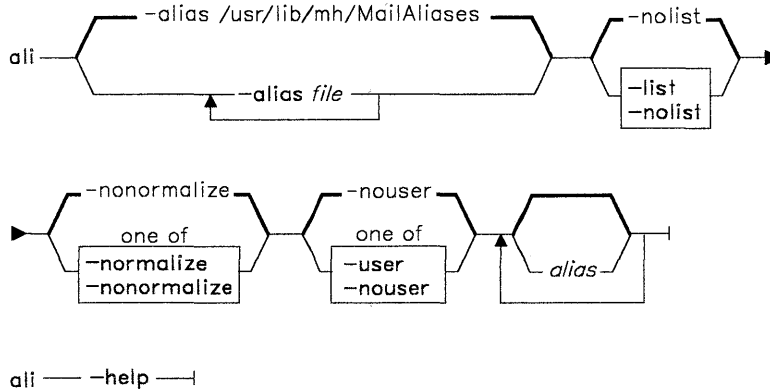 -alias /usr/lib/mh/MailAliases
-nolist
ali
-alias file
-list
-nolist
-nonormalize
-nouser
one of
one of
-normalize
-nonormalize
-user
-nouser
alias
ali -help